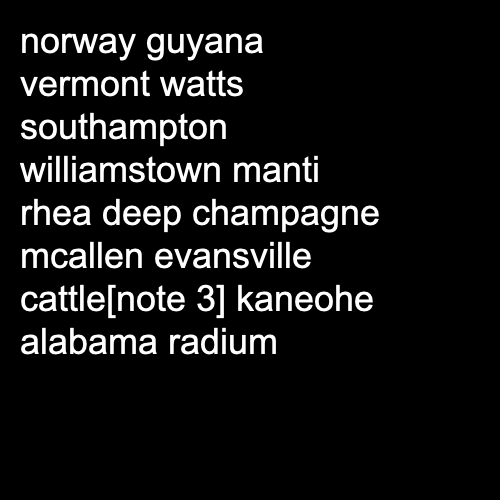 norway guyana
vermont watts
southampton
williamstown manti
rhea deep champagne
mcallen evansville
cattle[note 3] kaneohe
alabama radium